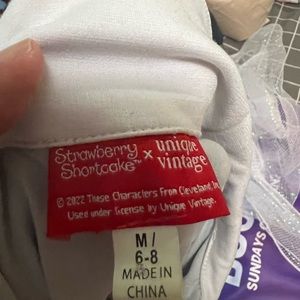 Strawberry Shortcake™ × unique vintage
© 2022 These Characters From Cleveland, Inc.
Used under license by Unique Vintage.
M/
6-8
MADE IN
CHINA
SUNDAYS